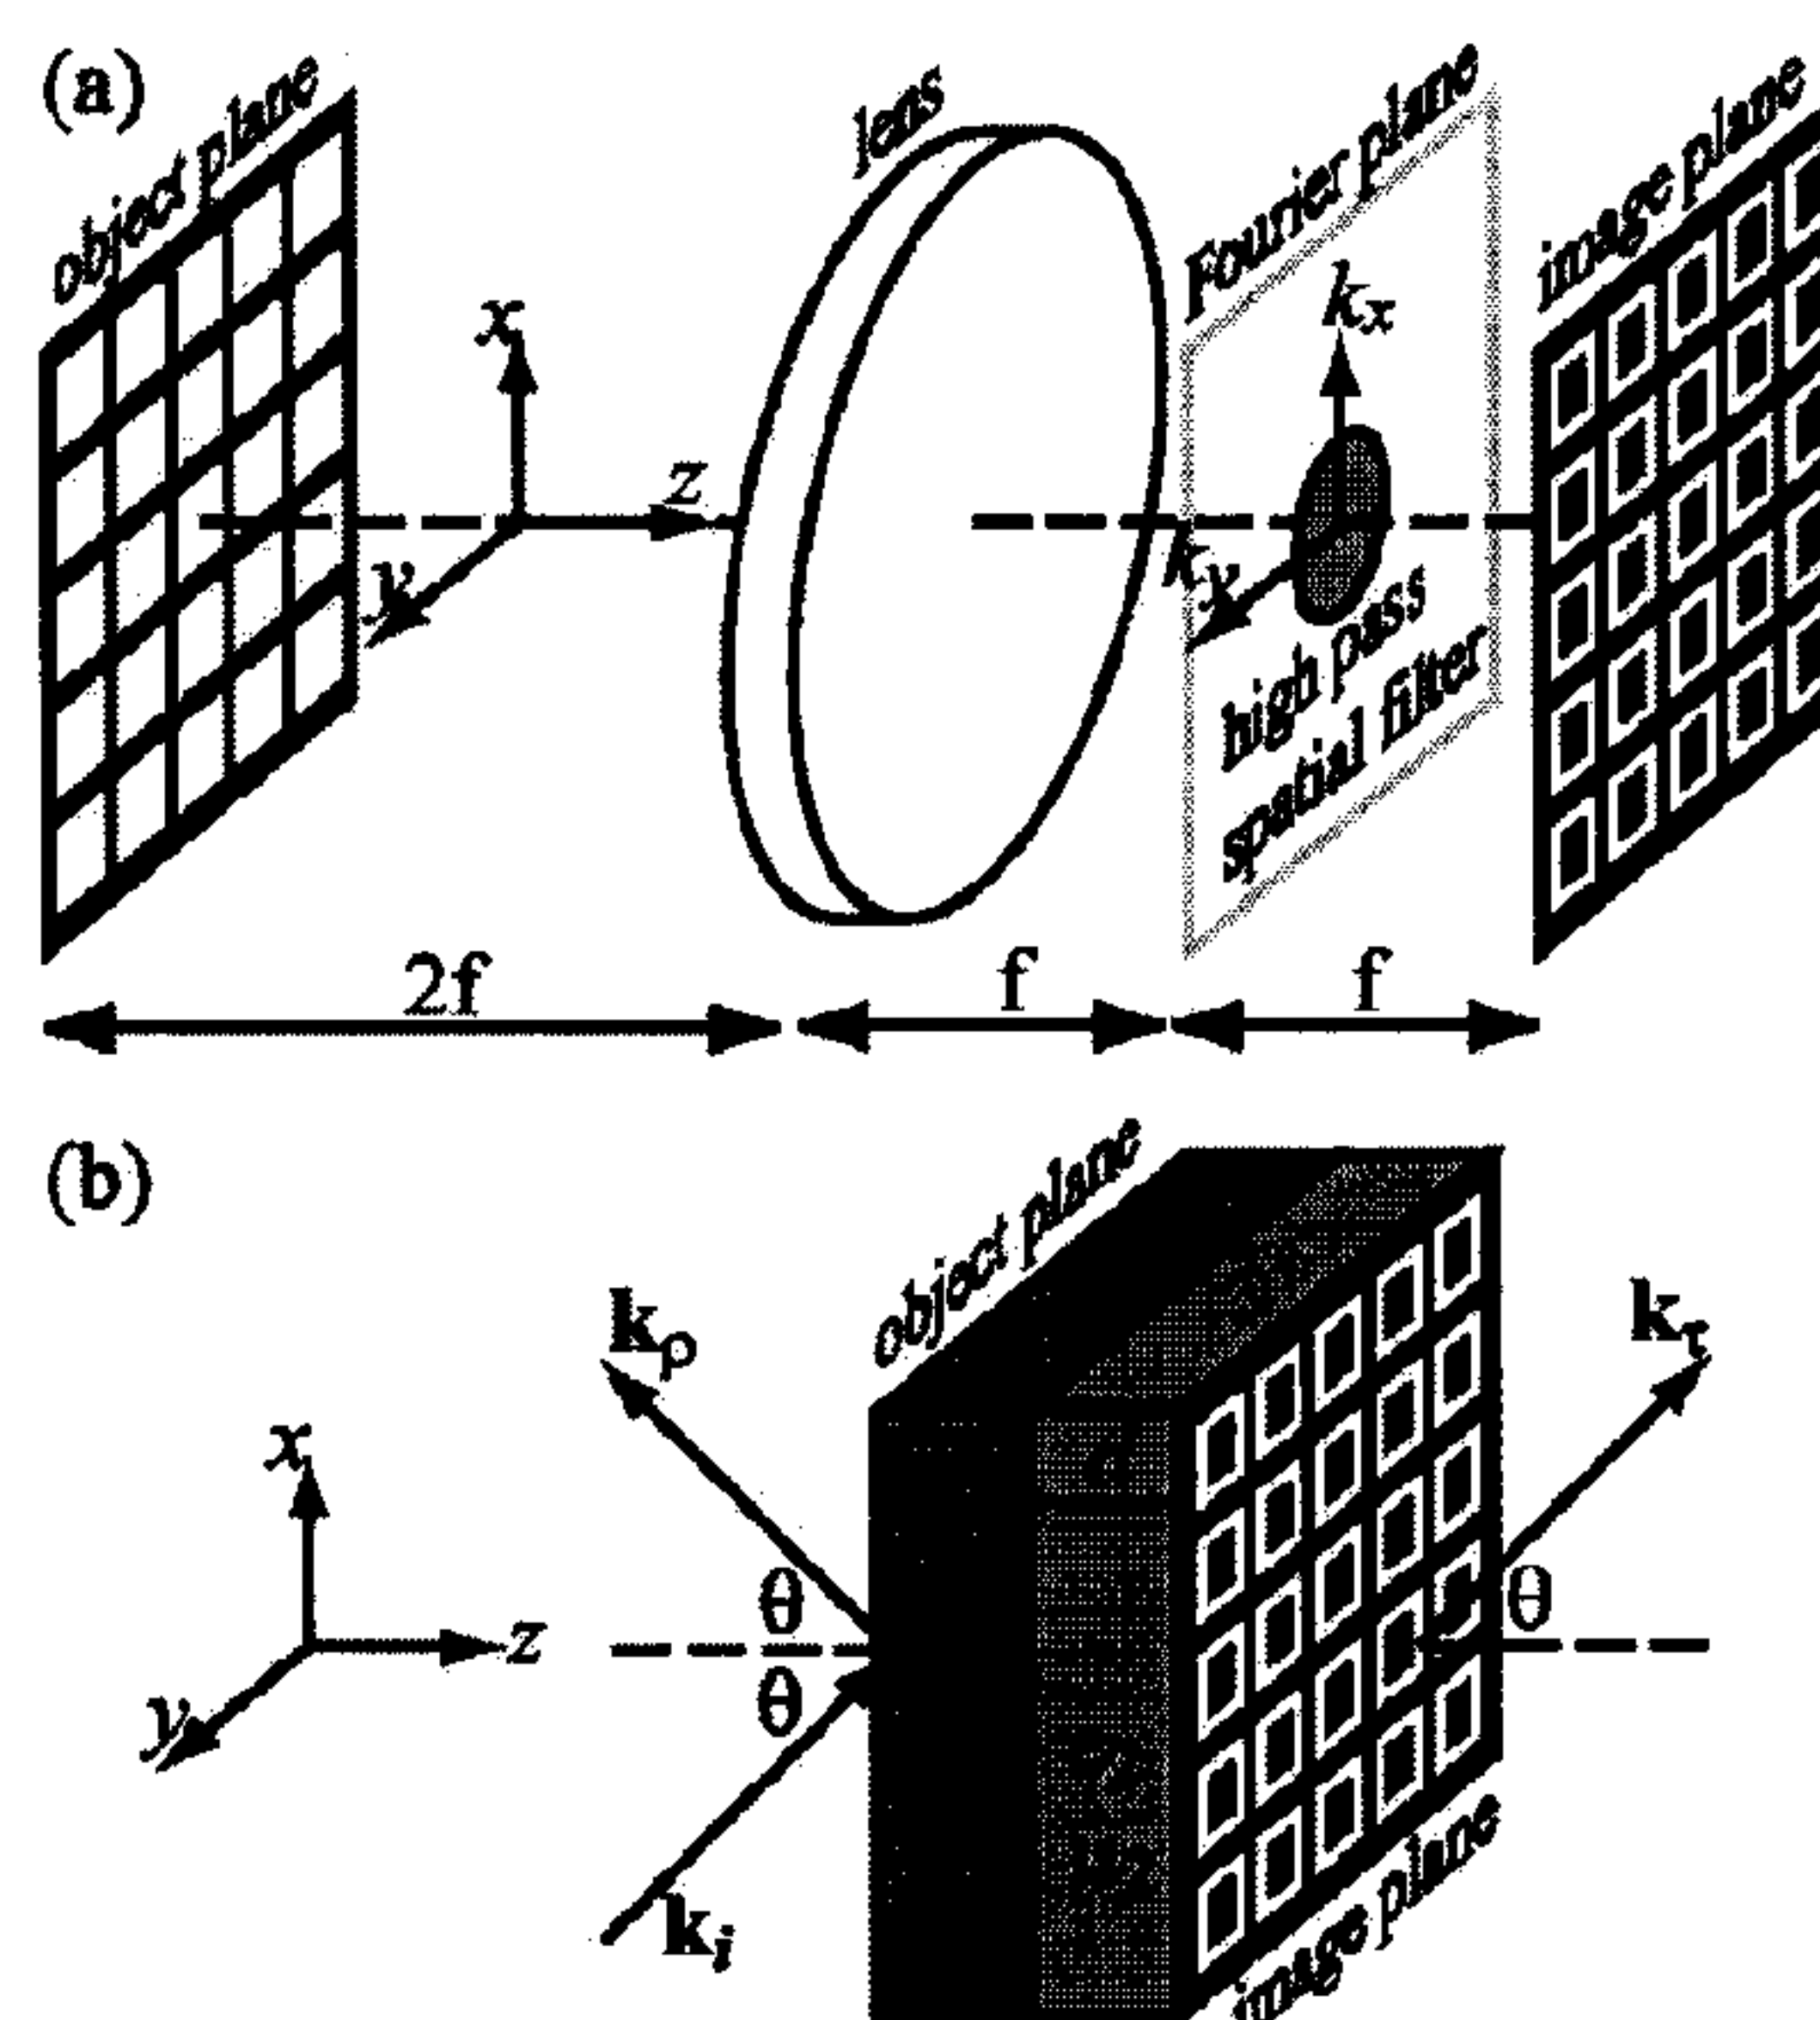 (a)
object plane
lens
Fourier plane
image plane
x
z
y
kx
ky
high pass
spatial filter
2f
f
f
(b)
object plane
kρ
kτ
x
z
y
θ
θ
θ
ki
image plane